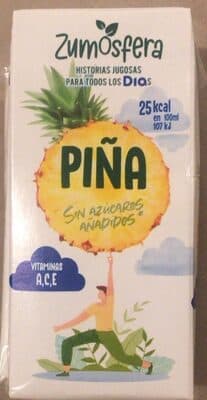 Zumosfera
HISTORIAS JUGOSAS
PARA TODOS LOS Dias
25 kcal
en 100ml
107 kJ
PIÑA
SIN AZÚCARES
AÑADIDOS*
VITAMINAS
A,C,E